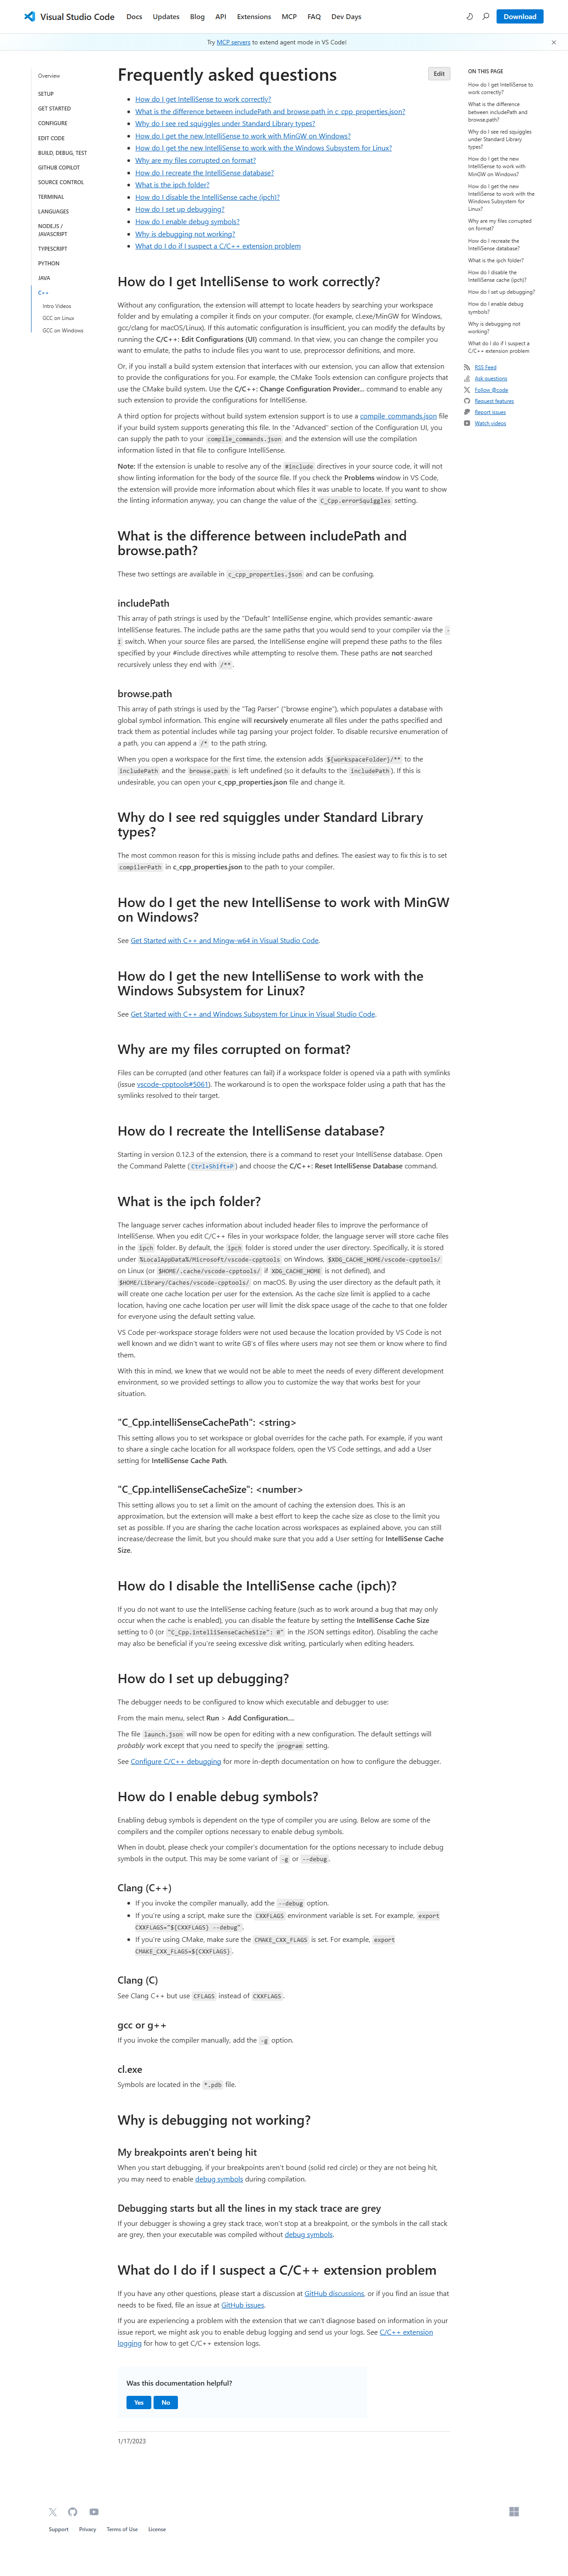 Visual Studio Code
Docs
Updates
Blog
API
Extensions
MCP
FAQ
Dev Days
Download
Try MCP servers to extend agent mode in VS Code!
Overview
SETUP
GET STARTED
CONFIGURE
EDIT CODE
BUILD, DEBUG, TEST
GITHUB COPILOT
SOURCE CONTROL
TERMINAL
LANGUAGES
NODE.JS /
JAVASCRIPT
TYPESCRIPT
PYTHON
JAVA
C++
Intro Videos
GCC on Linux
GCC on Windows
Frequently asked questions
Edit
How do I get IntelliSense to work correctly?
What is the difference between includePath and browse.path in c_cpp_properties.json?
Why do I see red squiggles under Standard Library types?
How do I get the new IntelliSense to work with MinGW on Windows?
How do I get the new IntelliSense to work with the Windows Subsystem for Linux?
Why are my files corrupted on format?
How do I recreate the IntelliSense database?
What is the ipch folder?
How do I disable the IntelliSense cache (ipch)?
How do I set up debugging?
How do I enable debug symbols?
Why is debugging not working?
What do I do if I suspect a C/C++ extension problem
How do I get IntelliSense to work correctly?
Without any configuration, the extension will attempt to locate headers by searching your workspace
folder and by emulating a compiler it finds on your computer. (for example, cl.exe/MinGW for Windows,
gcc/clang for macOS/Linux). If this automatic configuration is insufficient, you can modify the defaults by
running the C/C++: Edit Configurations (UI) command. In that view, you can change the compiler you
want to emulate, the paths to include files you want to use, preprocessor definitions, and more.
Or, if you install a build system extension that interfaces with our extension, you can allow that extension
to provide the configurations for you. For example, the CMake Tools extension can configure projects that
use the CMake build system. Use the C/C++: Change Configuration Provider... command to enable any
such extension to provide the configurations for IntelliSense.
A third option for projects without build system extension support is to use a compile_commands.json file
if your build system supports generating this file. In the "Advanced" section of the Configuration UI, you
can supply the path to your compile_commands.json and the extension will use the compilation
information listed in that file to configure IntelliSense.
Note: If the extension is unable to resolve any of the #include directives in your source code, it will not
show linting information for the body of the source file. If you check the Problems window in VS Code,
the extension will provide more information about which files it was unable to locate. If you want to show
the linting information anyway, you can change the value of the C_Cpp.errorSquiggles setting.
What is the difference between includePath and
browse.path?
These two settings are available in c_cpp_properties.json and can be confusing.
includePath
This array of path strings is used by the "Default" IntelliSense engine, which provides semantic-aware
IntelliSense features. The include paths are the same paths that you would send to your compiler via the -
I switch. When your source files are parsed, the IntelliSense engine will prepend these paths to the files
specified by your #include directives while attempting to resolve them. These paths are not searched
recursively unless they end with /**.
browse.path
This array of path strings is used by the "Tag Parser" ("browse engine"), which populates a database with
global symbol information. This engine will recursively enumerate all files under the paths specified and
track them as potential includes while tag parsing your project folder. To disable recursive enumeration of
a path, you can append a /* to the path string.
When you open a workspace for the first time, the extension adds ${workspaceFolder}/** to the
includePath and the browse.path is left undefined (so it defaults to the includePath). If this is
undesirable, you can open your c_cpp_properties.json file and change it.
Why do I see red squiggles under Standard Library
types?
The most common reason for this is missing include paths and defines. The easiest way to fix this is to set
compilerPath in c_cpp_properties.json to the path to your compiler.
How do I get the new IntelliSense to work with MinGW
on Windows?
See Get Started with C++ and Mingw-w64 in Visual Studio Code.
How do I get the new IntelliSense to work with the
Windows Subsystem for Linux?
See Get Started with C++ and Windows Subsystem for Linux in Visual Studio Code.
Why are my files corrupted on format?
Files can be corrupted (and other features can fail) if a workspace folder is opened via a path with symlinks
(issue vscode-cpptools#5061). The workaround is to open the workspace folder using a path that has the
symlinks resolved to their target.
How do I recreate the IntelliSense database?
Starting in version 0.12.3 of the extension, there is a command to reset your IntelliSense database. Open
the Command Palette (Ctrl+Shift+P) and choose the C/C++: Reset IntelliSense Database command.
What is the ipch folder?
The language server caches information about included header files to improve the performance of
IntelliSense. When you edit C/C++ files in your workspace folder, the language server will store cache files
in the ipch folder. By default, the ipch folder is stored under the user directory. Specifically, it is stored
under %LocalAppData%/Microsoft/vscode-cpptools on Windows, $XDG_CACHE_HOME/vscode-cpptools/
on Linux (or $HOME/.cache/vscode-cpptools/ if XDG_CACHE_HOME is not defined), and
$HOME/Library/Caches/vscode-cpptools/ on macOS. By using the user directory as the default path, it
will create one cache location per user for the extension. As the cache size limit is applied to a cache
location, having one cache location per user will limit the disk space usage of the cache to that one folder
for everyone using the default setting value.
VS Code per-workspace storage folders were not used because the location provided by VS Code is not
well known and we didn't want to write GB's of files where users may not see them or know where to find
them.
With this in mind, we knew that we would not be able to meet the needs of every different development
environment, so we provided settings to allow you to customize the way that works best for your
situation.
"C_Cpp.intelliSenseCachePath": <string>
This setting allows you to set workspace or global overrides for the cache path. For example, if you want
to share a single cache location for all workspace folders, open the VS Code settings, and add a User
setting for IntelliSense Cache Path.
"C_Cpp.intelliSenseCacheSize": <number>
This setting allows you to set a limit on the amount of caching the extension does. This is an
approximation, but the extension will make a best effort to keep the cache size as close to the limit you
set as possible. If you are sharing the cache location across workspaces as explained above, you can still
increase/decrease the limit, but you should make sure that you add a User setting for IntelliSense Cache
Size.
How do I disable the IntelliSense cache (ipch)?
If you do not want to use the IntelliSense caching feature (such as to work around a bug that may only
occur when the cache is enabled), you can disable the feature by setting the IntelliSense Cache Size
setting to 0 (or "C_Cpp.intelliSenseCacheSize": 0" in the JSON settings editor). Disabling the cache
may also be beneficial if you're seeing excessive disk writing, particularly when editing headers.
How do I set up debugging?
The debugger needs to be configured to know which executable and debugger to use:
From the main menu, select Run > Add Configuration....
The file launch.json will now be open for editing with a new configuration. The default settings will
probably work except that you need to specify the program setting.
See Configure C/C++ debugging for more in-depth documentation on how to configure the debugger.
How do I enable debug symbols?
Enabling debug symbols is dependent on the type of compiler you are using. Below are some of the
compilers and the compiler options necessary to enable debug symbols.
When in doubt, please check your compiler's documentation for the options necessary to include debug
symbols in the output. This may be some variant of -g or --debug.
Clang (C++)
If you invoke the compiler manually, add the --debug option.
If you're using a script, make sure the CXXFLAGS environment variable is set. For example, export
CXXFLAGS="${CXXFLAGS} --debug".
If you're using CMake, make sure the CMAKE_CXX_FLAGS is set. For example, export
CMAKE_CXX_FLAGS=${CXXFLAGS}.
Clang (C)
See Clang C++ but use CFLAGS instead of CXXFLAGS.
gcc or g++
If you invoke the compiler manually, add the -g option.
cl.exe
Symbols are located in the *.pdb file.
Why is debugging not working?
My breakpoints aren't being hit
When you start debugging, if your breakpoints aren't bound (solid red circle) or they are not being hit,
you may need to enable debug symbols during compilation.
Debugging starts but all the lines in my stack trace are grey
If your debugger is showing a grey stack trace, won't stop at a breakpoint, or the symbols in the call stack
are grey, then your executable was compiled without debug symbols.
What do I do if I suspect a C/C++ extension problem
If you have any other questions, please start a discussion at GitHub discussions, or if you find an issue that
needs to be fixed, file an issue at GitHub issues.
If you are experiencing a problem with the extension that we can't diagnose based on information in your
issue report, we might ask you to enable debug logging and send us your logs. See C/C++ extension
logging for how to get C/C++ extension logs.
Was this documentation helpful?
Yes
No
1/17/2023
ON THIS PAGE
How do I get IntelliSense to
work correctly?
What is the difference
between includePath and
browse.path?
Why do I see red squiggles
under Standard Library
types?
How do I get the new
IntelliSense to work with
MinGW on Windows?
How do I get the new
IntelliSense to work with the
Windows Subsystem for
Linux?
Why are my files corrupted
on format?
How do I recreate the
IntelliSense database?
What is the ipch folder?
How do I disable the
IntelliSense cache (ipch)?
How do I set up debugging?
How do I enable debug
symbols?
Why is debugging not
working?
What do I do if I suspect a
C/C++ extension problem
RSS Feed
Ask questions
Follow @code
Request features
Report issues
Watch videos
Support
Privacy
Terms of Use
License